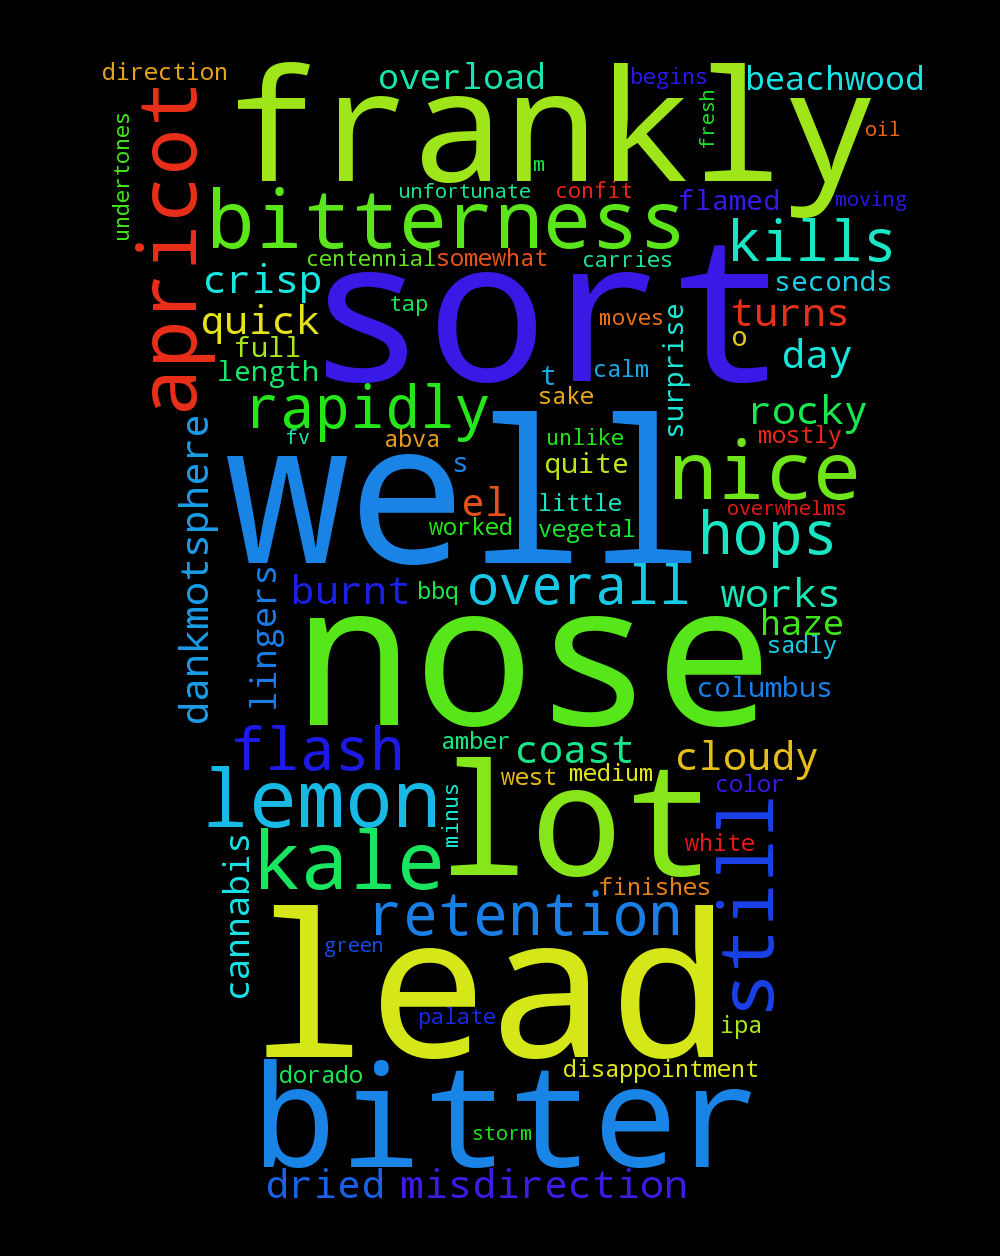 direction
overload
begins
beachwood
frankly
apricot
undertones
fresh
oil
m
unfortunate
confit
flamed
moving
bitterness
kills
centennial
somewhat
carries
sort
crisp
seconds
tap
quick
moves
surprise
turns
o
full
day
length
t
calm
rapidly
sake
rocky
dankmotsphere
fv
abva
unlike
mostly
well
s
quite
nice
el
little
overwhelms
worked
vegetal
hops
lingers
burnt
bbq
overall
works
haze
nose
sadly
columbus
flash
amber
coast
cloudy
lemon
west
medium
color
minus
lot
still
cannabis
kale
white
finishes
retention
green
lead
palate
ipa
dorado
disappointment
bitter
storm
dried
misdirection